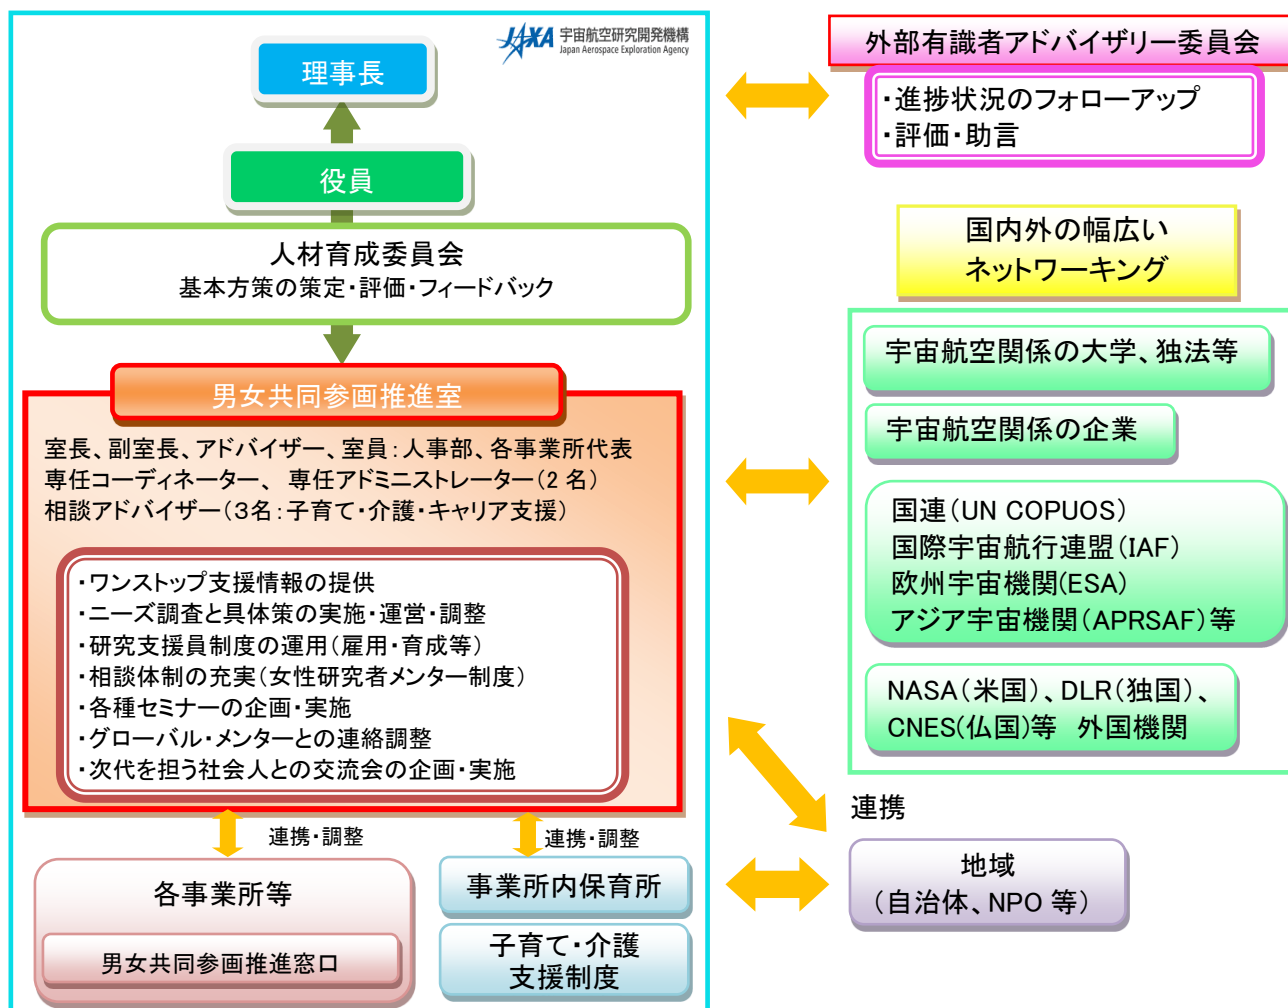 JAXA 宇宙航空研究開発機構
Japan Aerospace Exploration Agency
理事長
役員
人材育成委員会
基本方策の策定・評価・フィードバック
男女共同参画推進室
室長、副室長、アドバイザー、室員：人事部、各事業所代表
専任コーディネーター、 専任アドミニストレーター（2 名）
相談アドバイザー（3名：子育て・介護・キャリア支援）
・ワンストップ支援情報の提供
・ニーズ調査と具体策の実施・運営・調整
・研究支援員制度の運用（雇用・育成等）
・相談体制の充実（女性研究者メンター制度）
・各種セミナーの企画・実施
・グローバル・メンターとの連絡調整
・次代を担う社会人との交流会の企画・実施
連携・調整
連携・調整
各事業所等
男女共同参画推進窓口
事業所内保育所
子育て・介護
支援制度
外部有識者アドバイザリー委員会
・進捗状況のフォローアップ
・評価・助言
国内外の幅広い
ネットワーキング
宇宙航空関係の大学、独法等
宇宙航空関係の企業
国連（UN COPUOS）
国際宇宙航行連盟（IAF）
欧州宇宙機関(ESA)
アジア宇宙機関（APRSAF）等
NASA（米国）、DLR（独国）、
CNES(仏国)等 外国機関
連携
地域
（自治体、NPO 等）